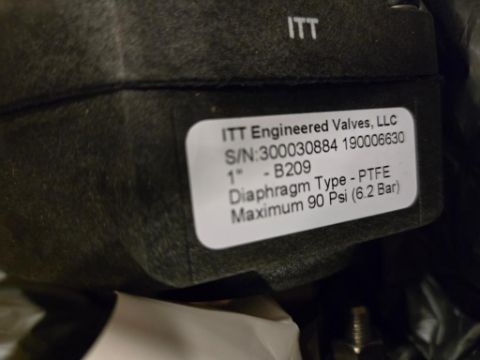 ITT
ITT Engineered Valves, LLC
S/N:300030884 190006630
1" - B209
Diaphragm Type - PTFE
Maximum 90 Psi (6.2 Bar)